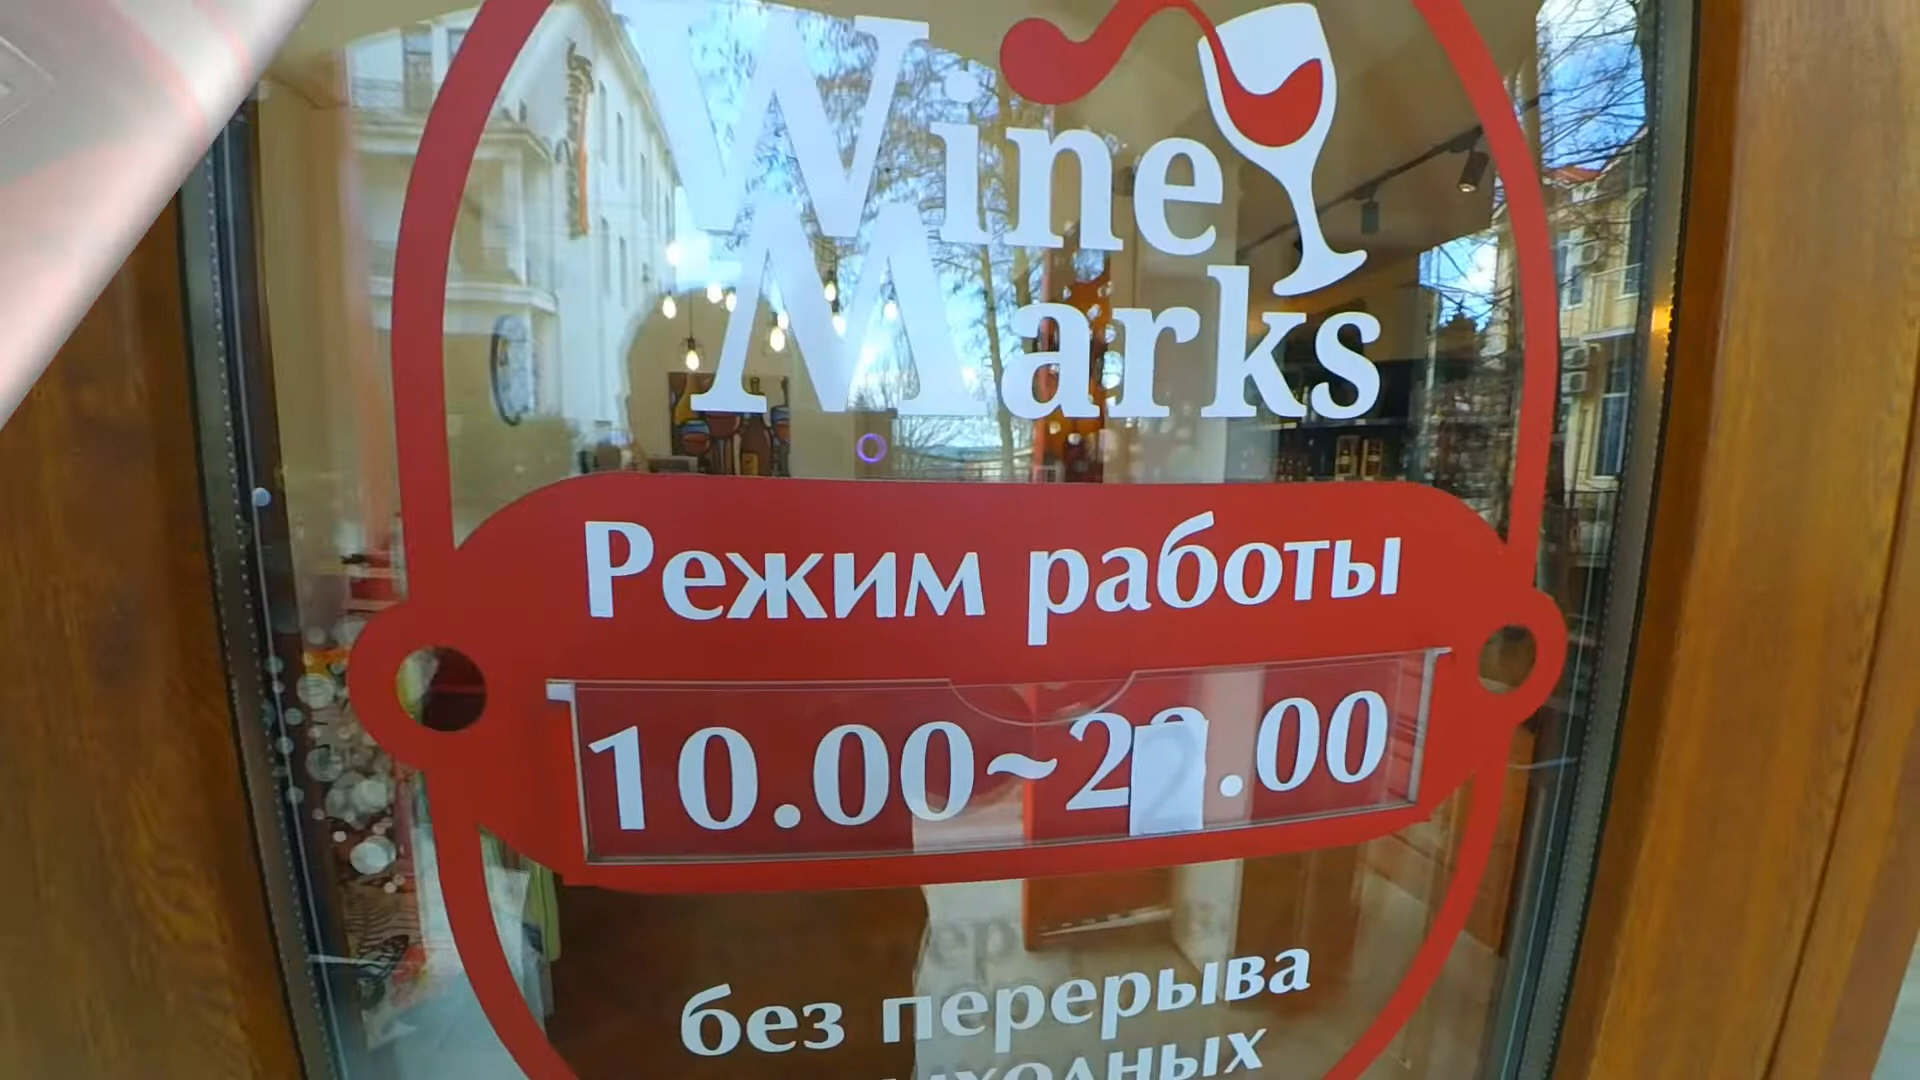 Wine
Marks
Режим работы
10.00~22.00
без перерыва